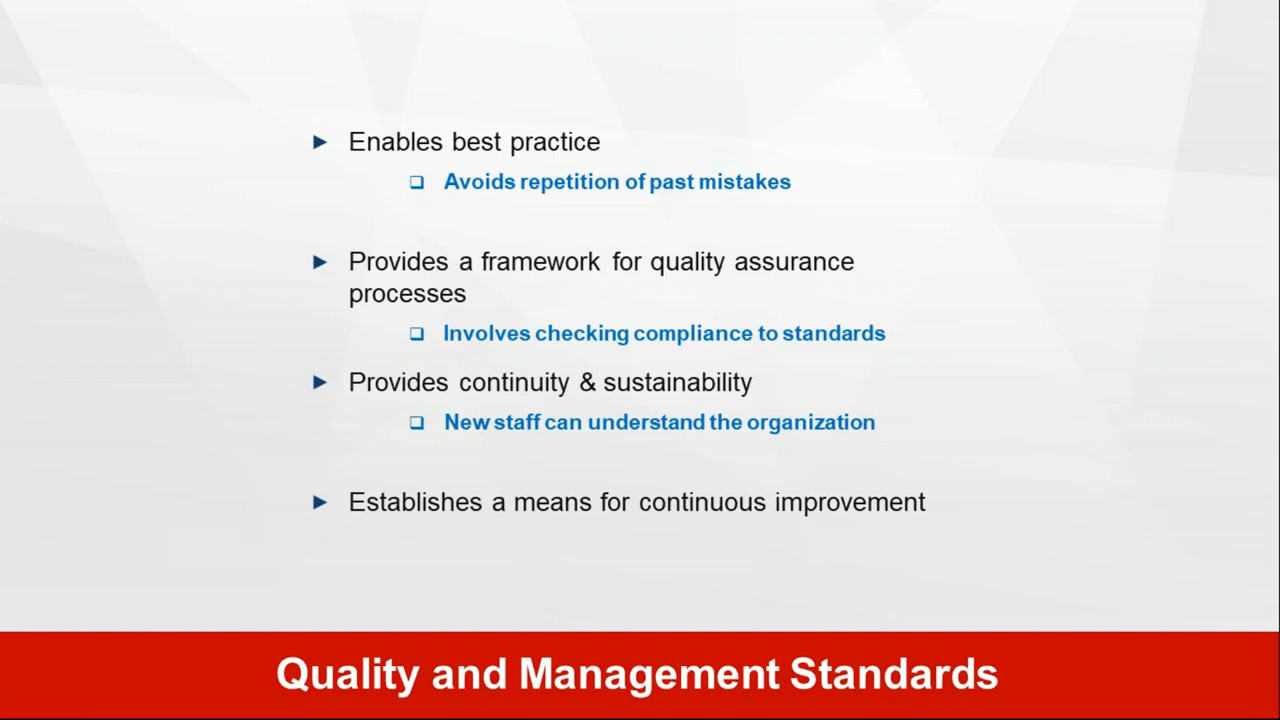 Enables best practice
Avoids repetition of past mistakes
Provides a framework for quality assurance
processes
Involves checking compliance to standards
Provides continuity & sustainability
New staff can understand the organization
Establishes a means for continuous improvement
Quality and Management Standards